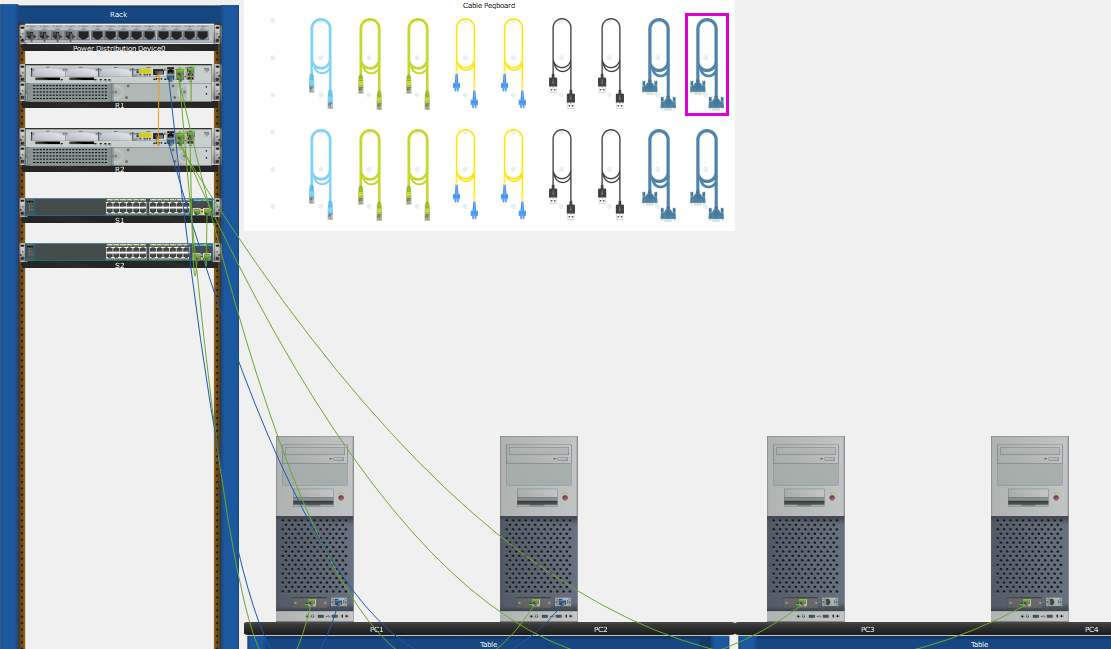 Rack
Cable Pegboard
Power Distribution Device0
R1
R2
S1
S2
PC1
PC2
PC3
PC4
Table
Table